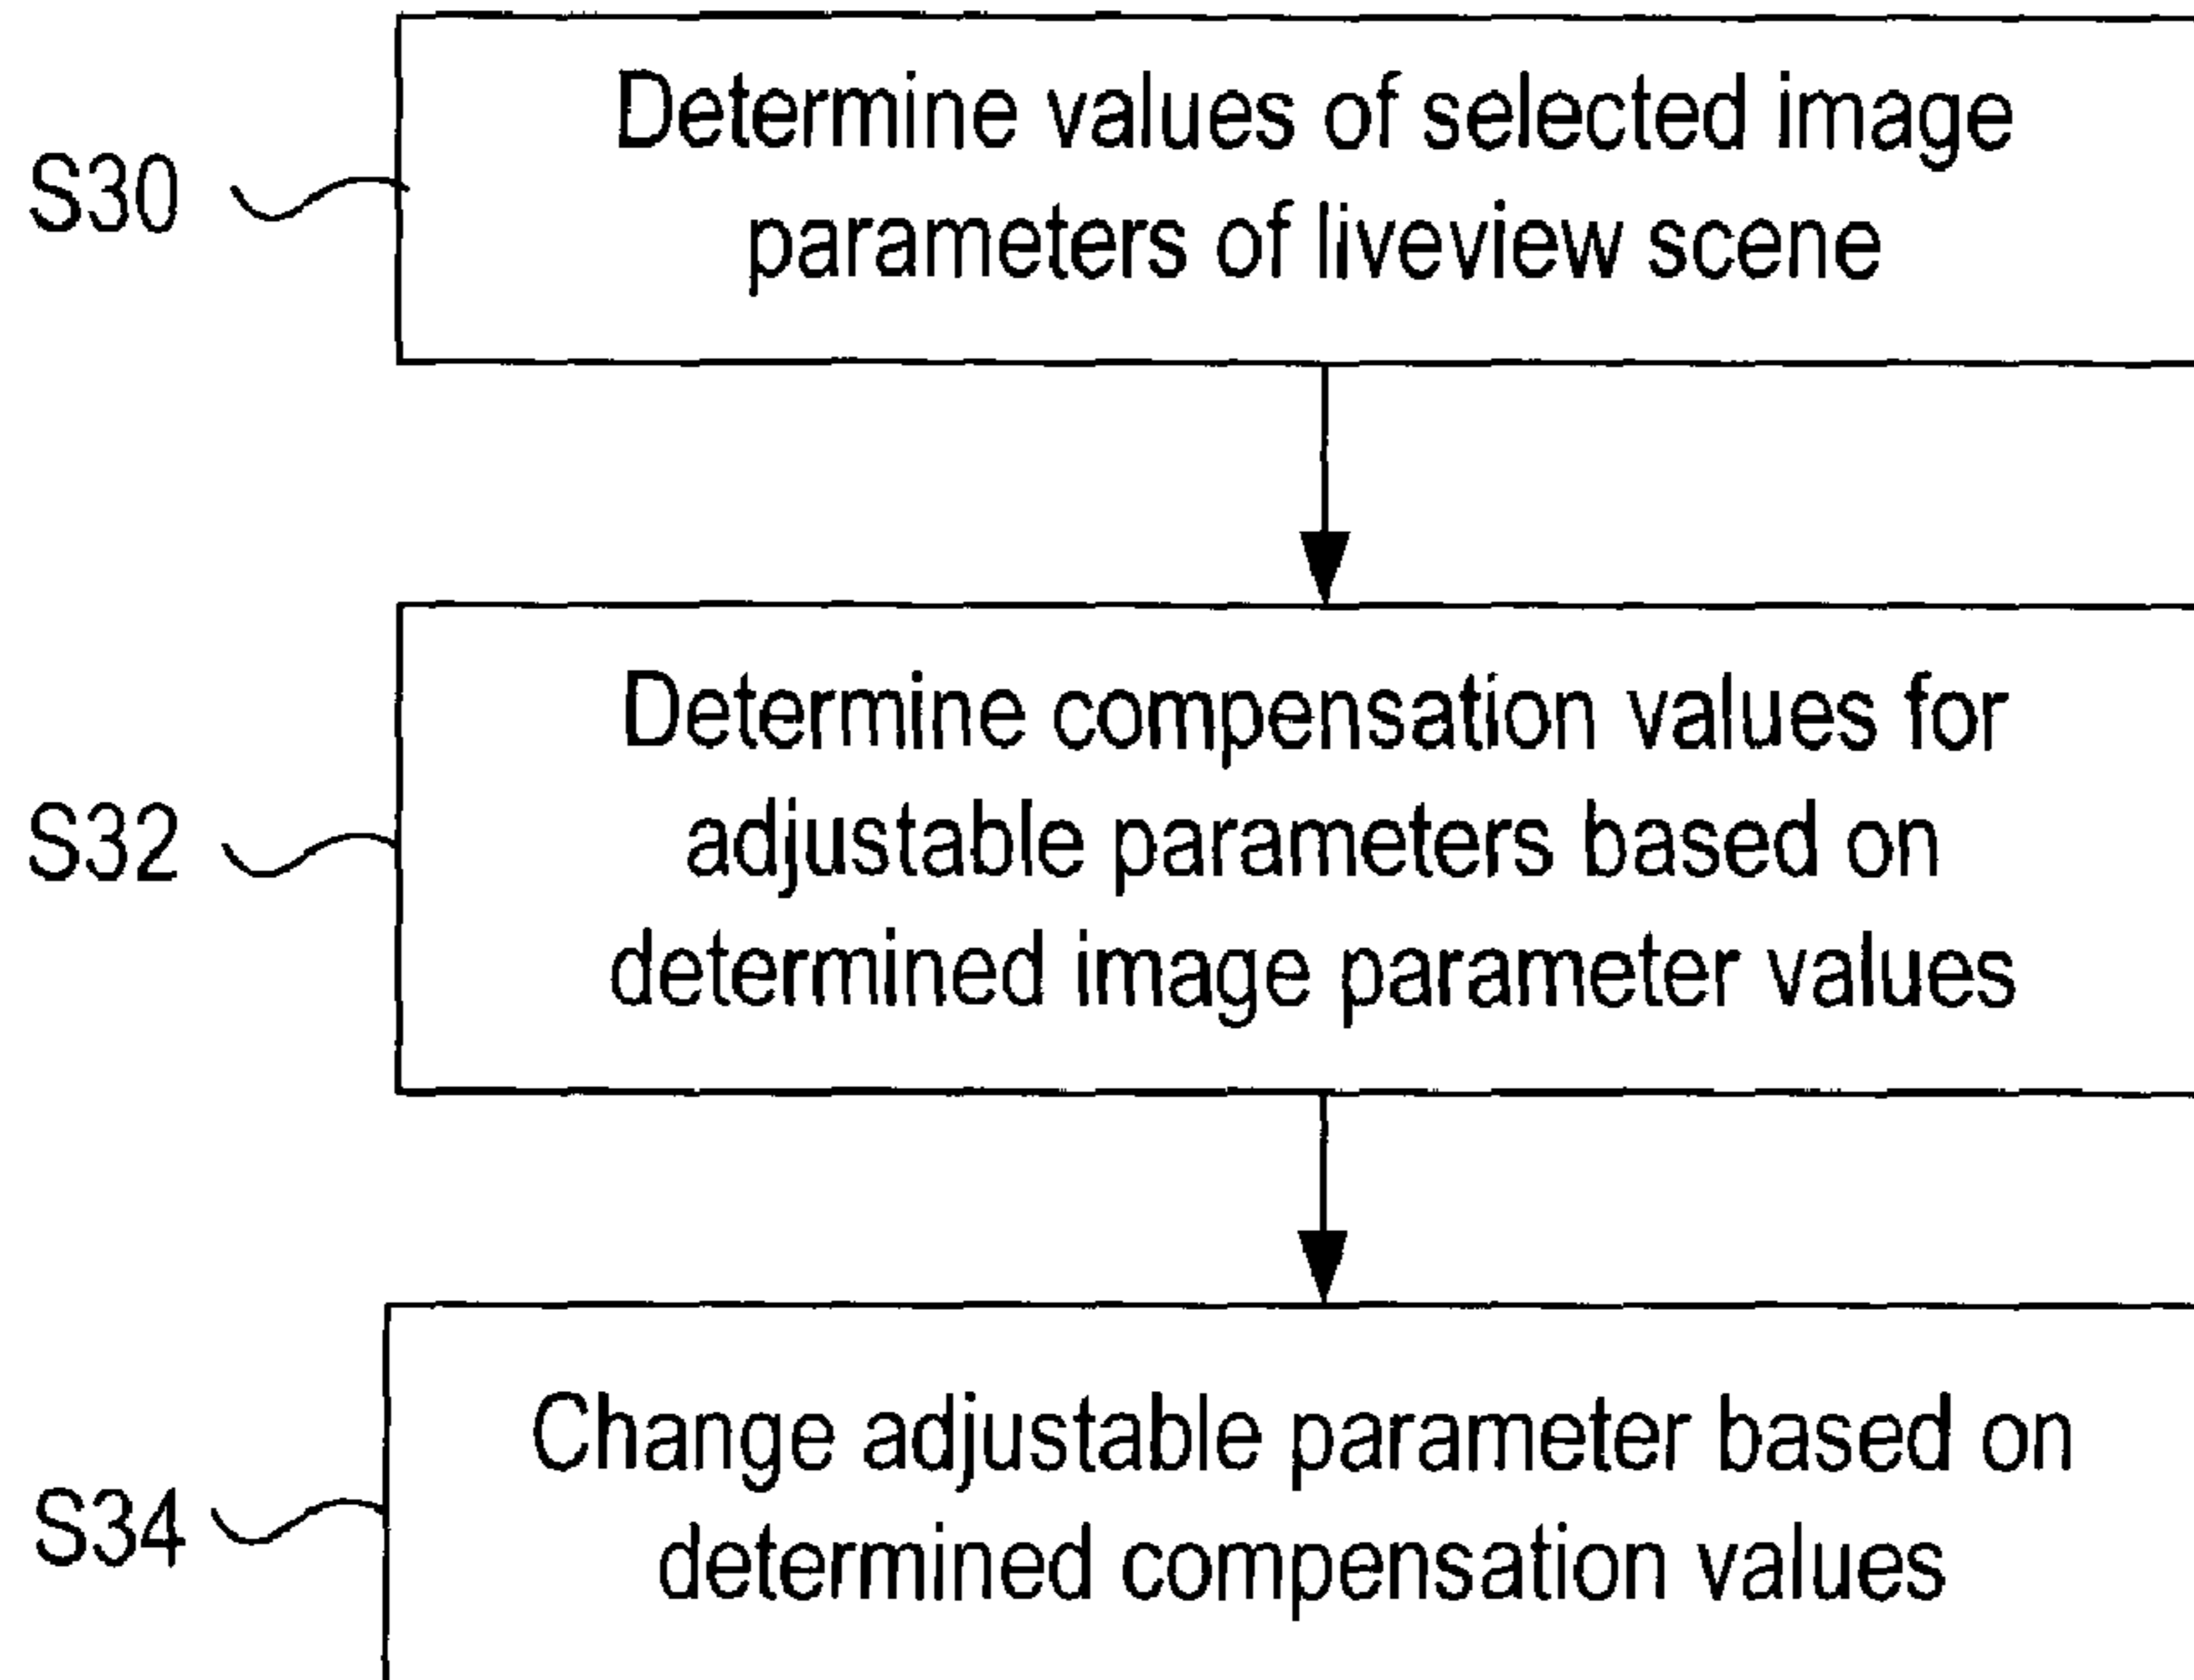 S30
Determine values of selected image
parameters of liveview scene
S32
Determine compensation values for
adjustable parameters based on
determined image parameter values
S34
Change adjustable parameter based on
determined compensation values